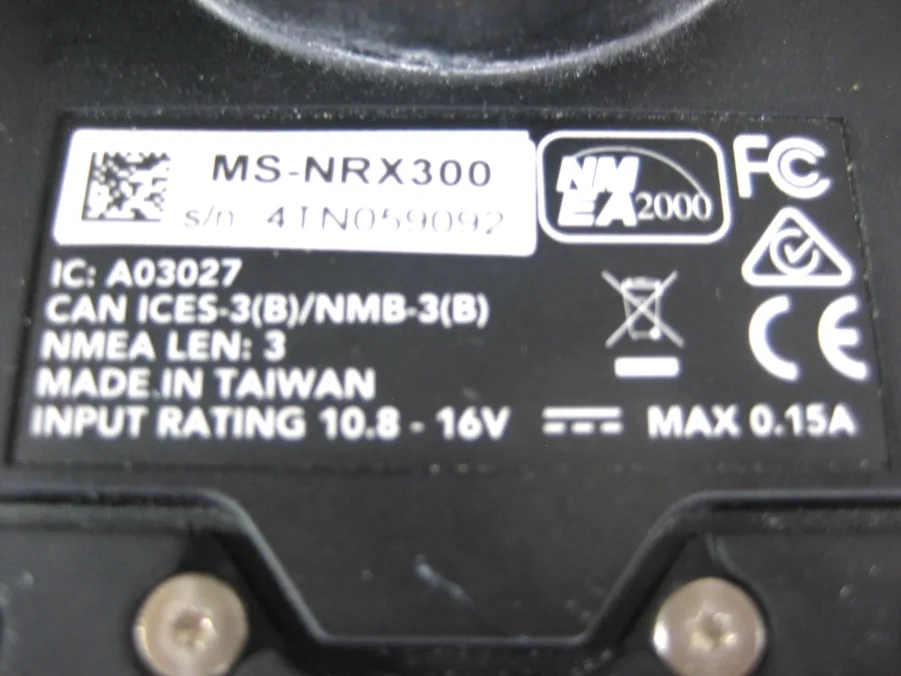 MS-NRX300
s/n 4TN059092
NMEA 2000
FC
IC: A03027
CAN ICES-3(B)/NMB-3(B)
NMEA LEN: 3
MADE IN TAIWAN
INPUT RATING 10.8 - 16V ⎓ MAX 0.15A
CE